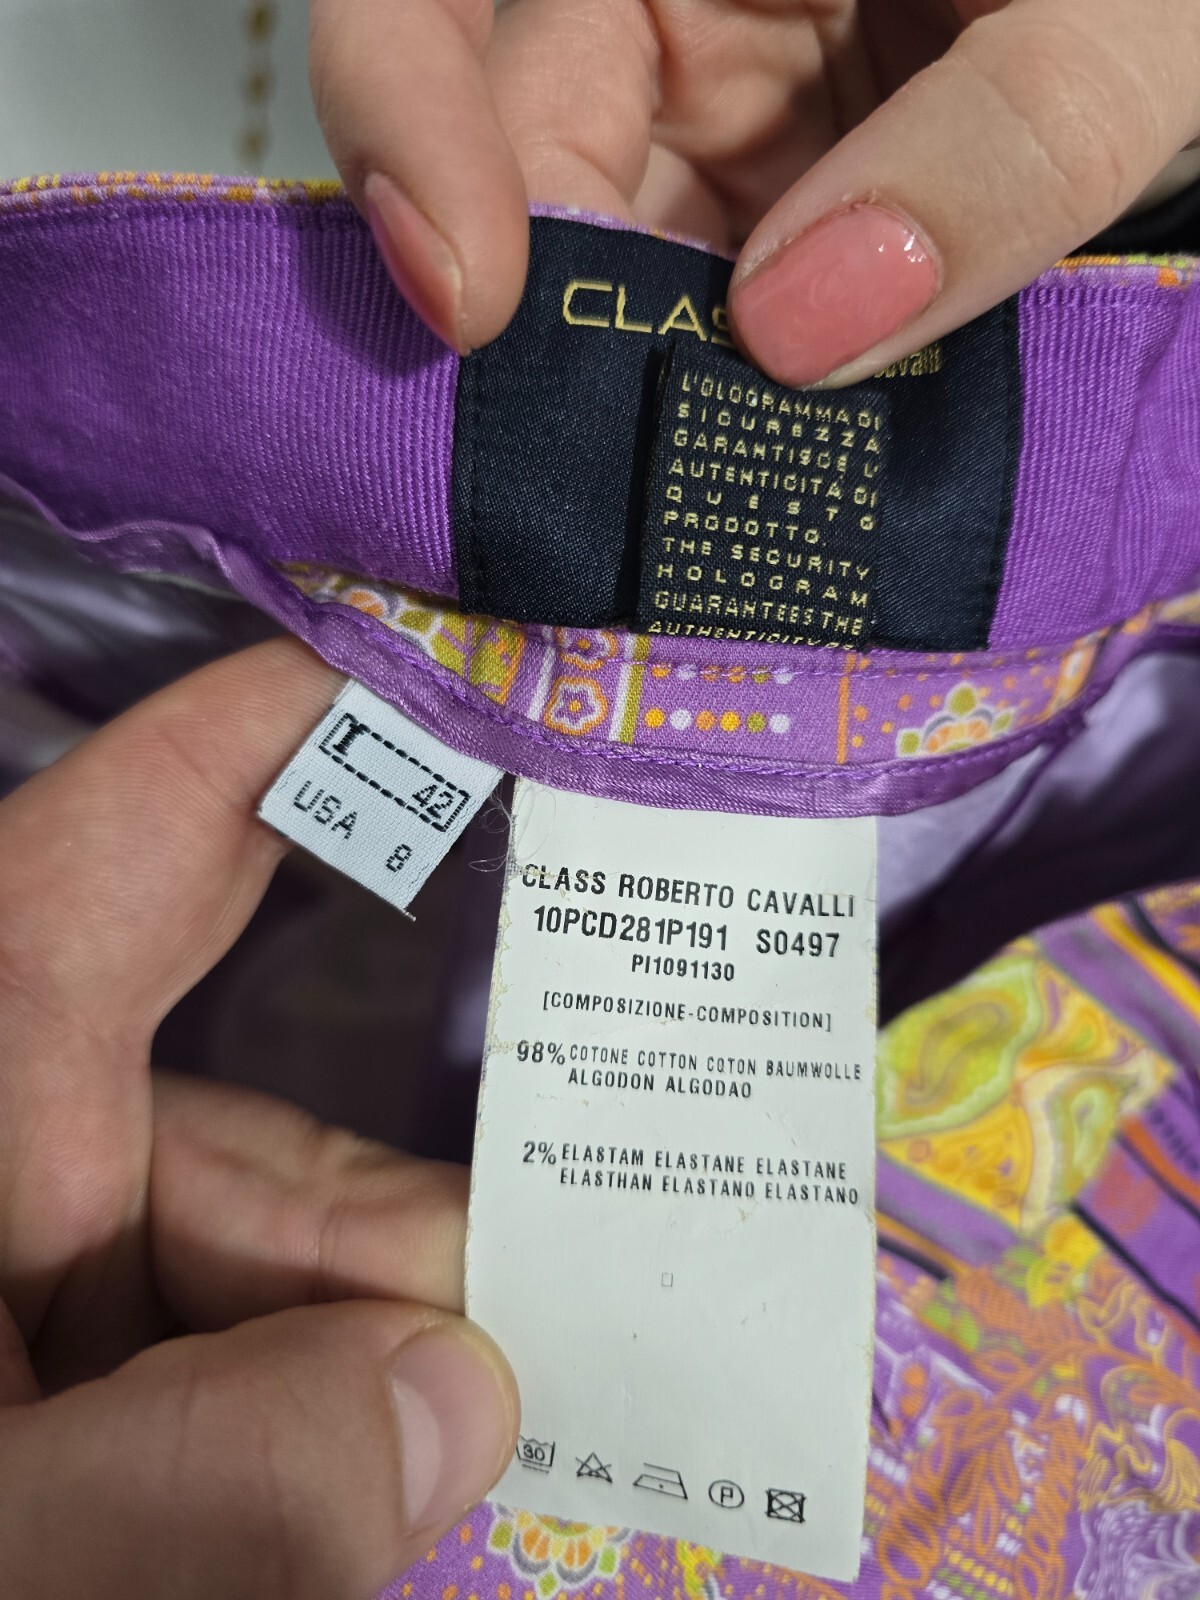 CLAS
L'OLOGRAMMA DI
SICUREZZA
GARANTISCE L'
AUTENTICITÀ DI
QUESTO
PRODOTTO
THE SECURITY
HOLOGRAM
GUARANTEES THE
AUTHENTICITY
I 42
USA 8
CLASS ROBERTO CAVALLI
10PCD281P191 S0497
PI1091130
[COMPOSIZIONE-COMPOSITION]
98% COTONE COTTON COTON BAUMWOLLE
ALGODON ALGODAO
2% ELASTAM ELASTANE ELASTANE
ELASTHAN ELASTANO ELASTANO
30
P